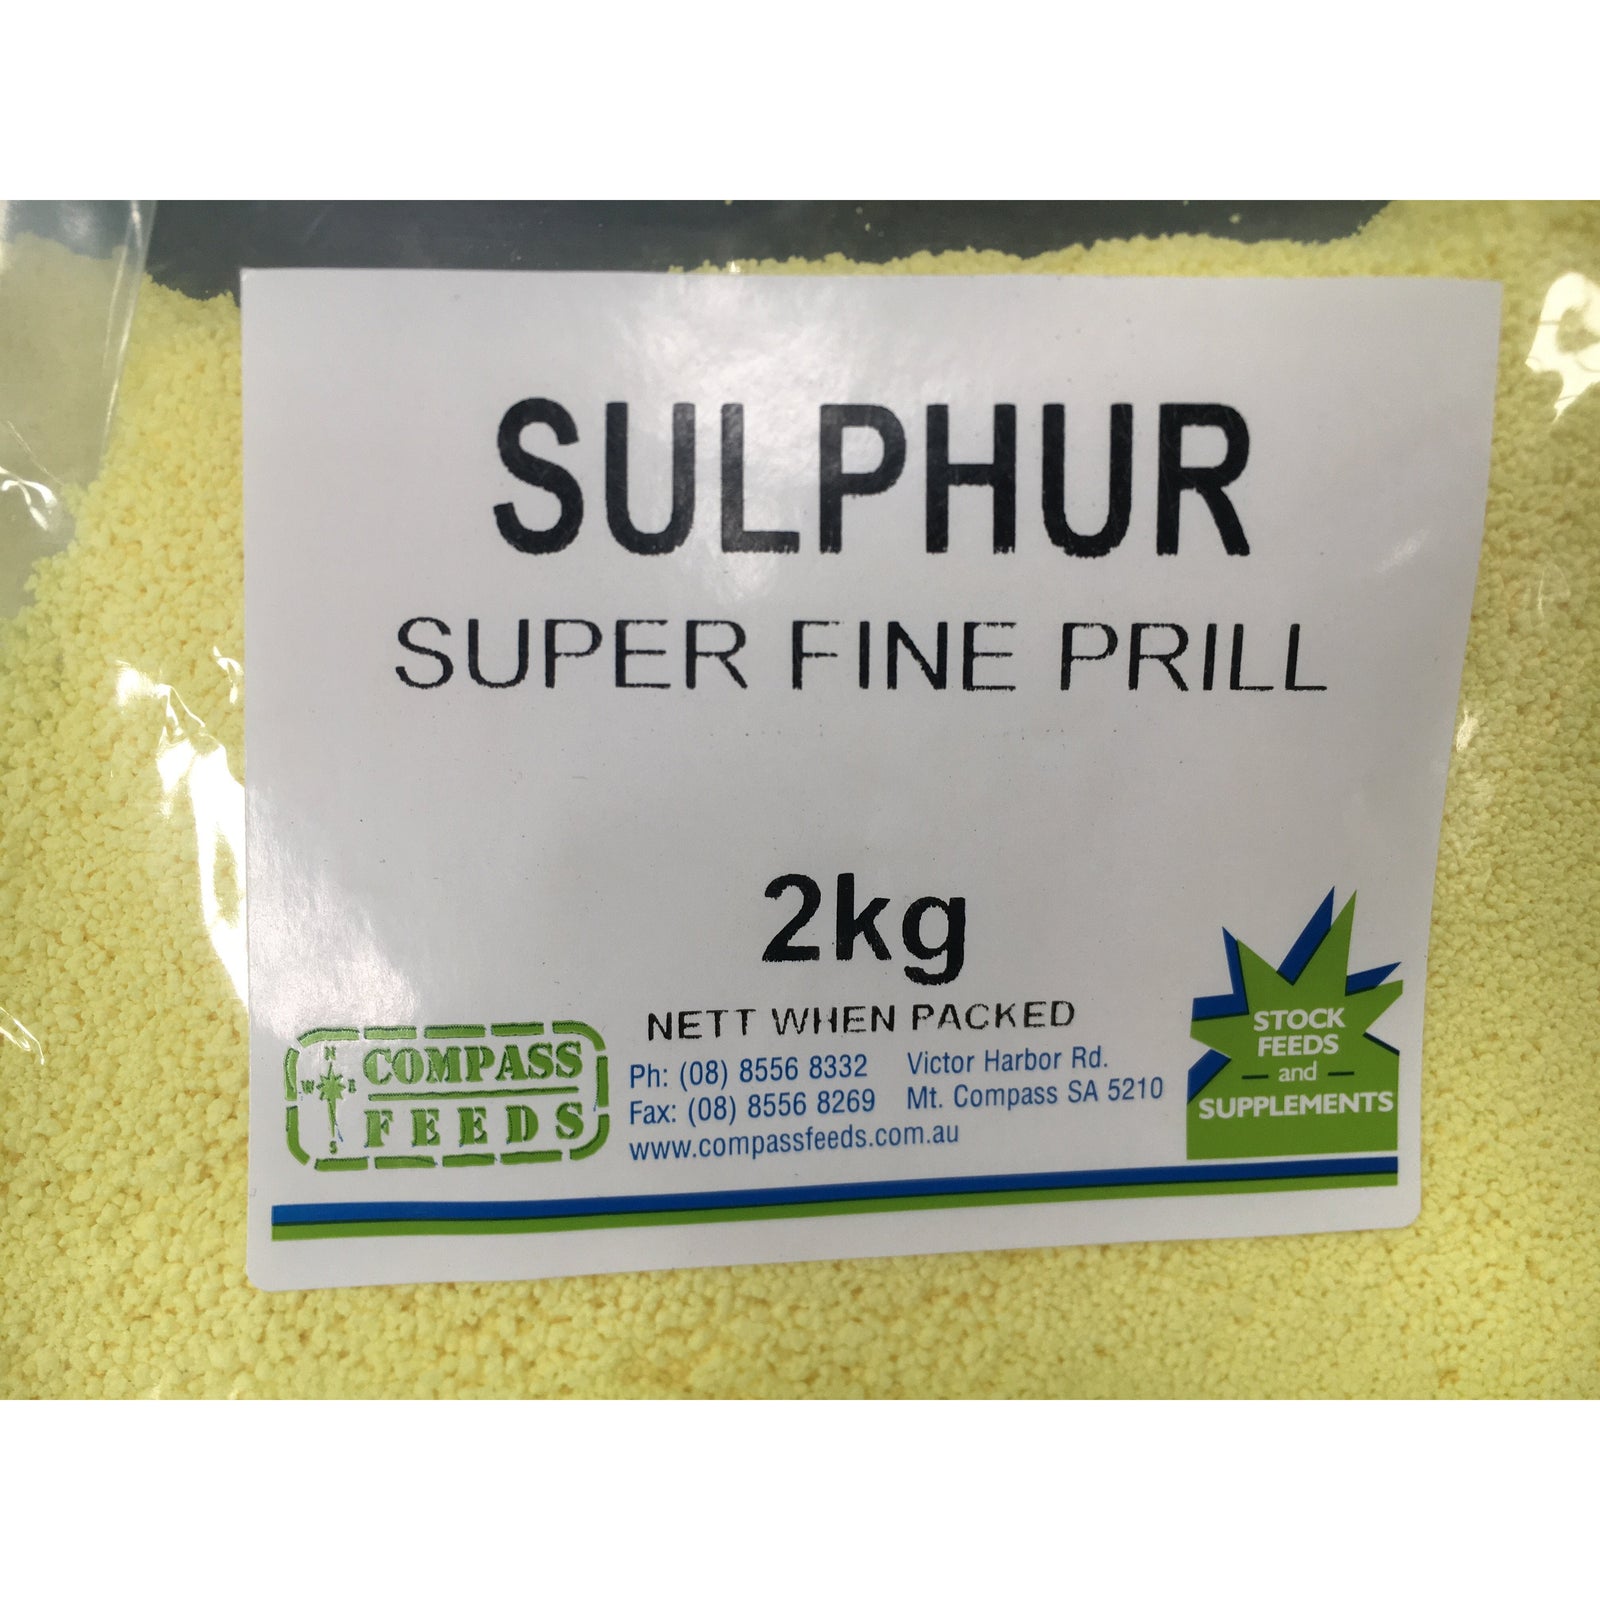 SULPHUR
SUPER FINE PRILL
2kg
NETT WHEN PACKED
N
W E
S
COMPASS
FEEDS
Ph: (08) 8556 8332
Fax: (08) 8556 8269
www.compassfeeds.com.au
Victor Harbor Rd.
Mt. Compass SA 5210
STOCK
FEEDS
and
SUPPLEMENTS